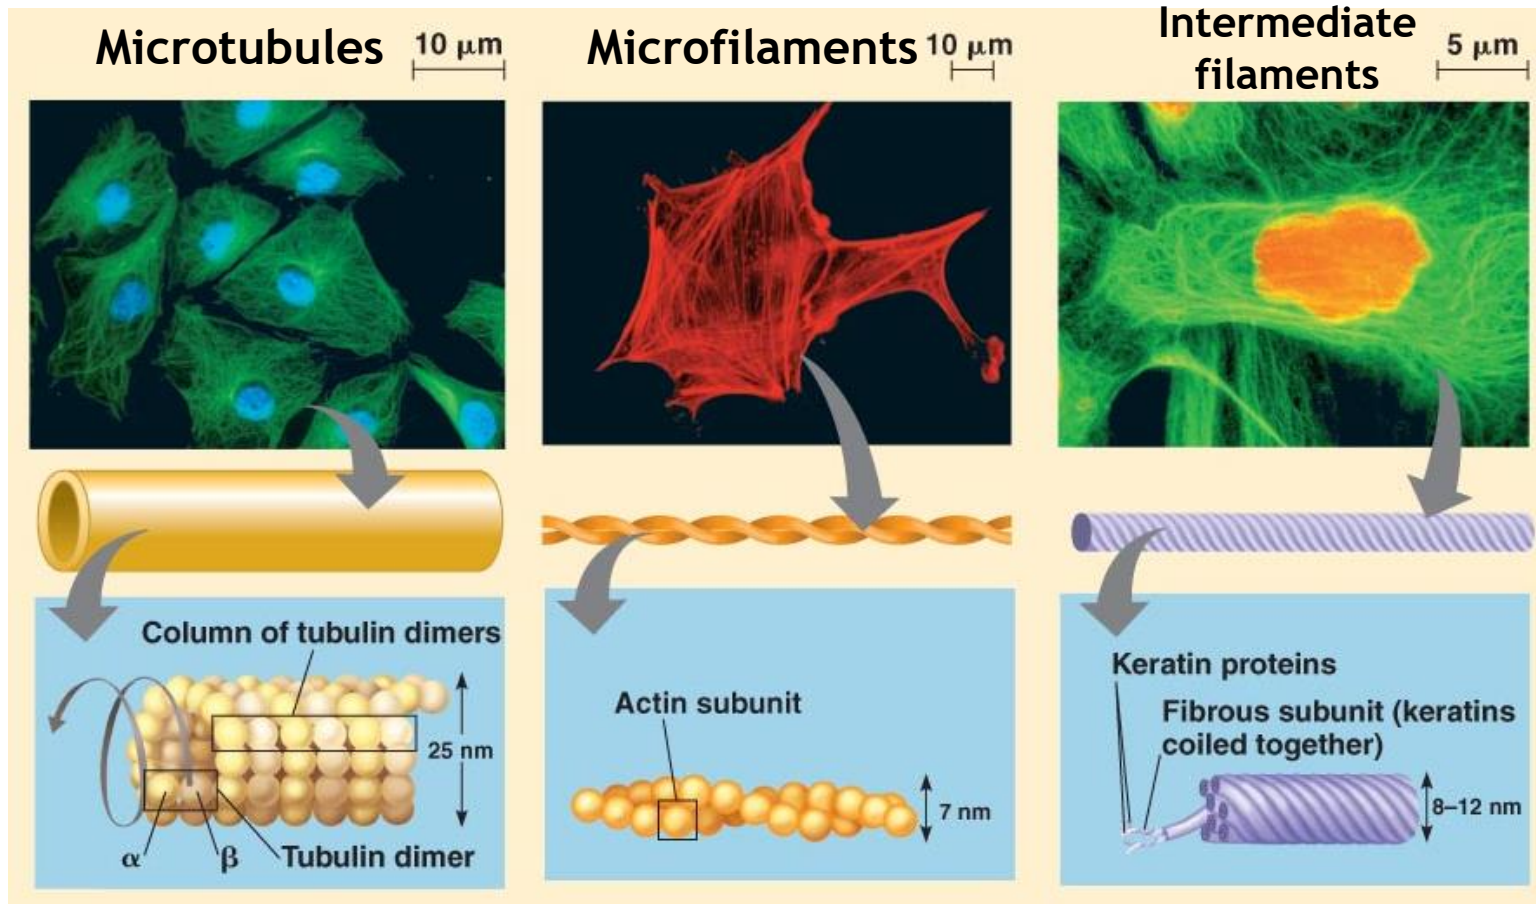 Microtubules
10 μm
Microfilaments
10 μm
Intermediate
filaments
5 μm
Column of tubulin dimers
25 nm
α
β
Tubulin dimer
Actin subunit
7 nm
Keratin proteins
Fibrous subunit (keratins
coiled together)
8–12 nm